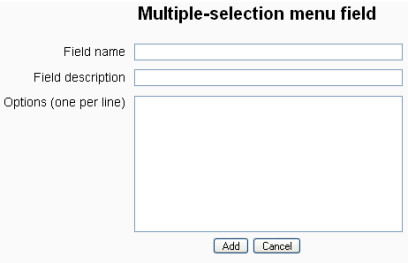 Multiple-selection menu field
Field name
Field description
Options (one per line)
Add Cancel